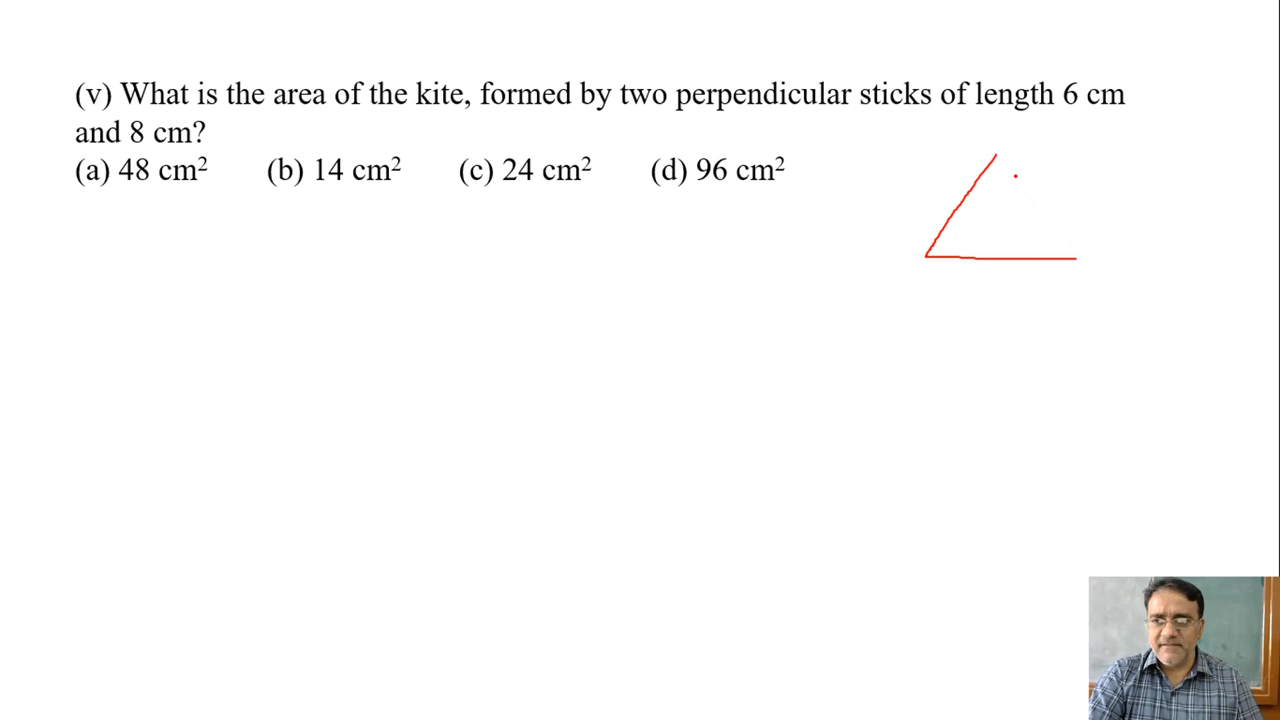 (v) What is the area of the kite, formed by two perpendicular sticks of length 6 cm
and 8 cm?
(a) 48 cm² (b) 14 cm² (c) 24 cm² (d) 96 cm²